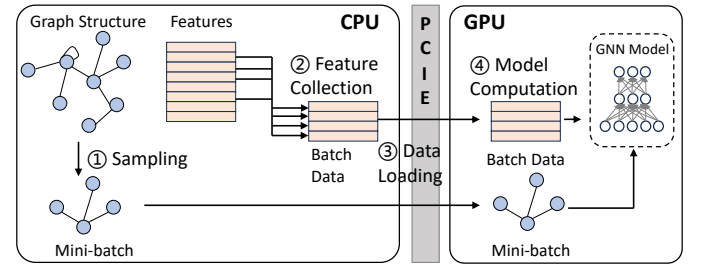 Graph Structure
Features
CPU
② Feature
Collection
Batch
Data
① Sampling
Mini-batch
P
C
I
E
③ Data
Loading
GPU
④ Model
Computation
GNN Model
Batch Data
Mini-batch